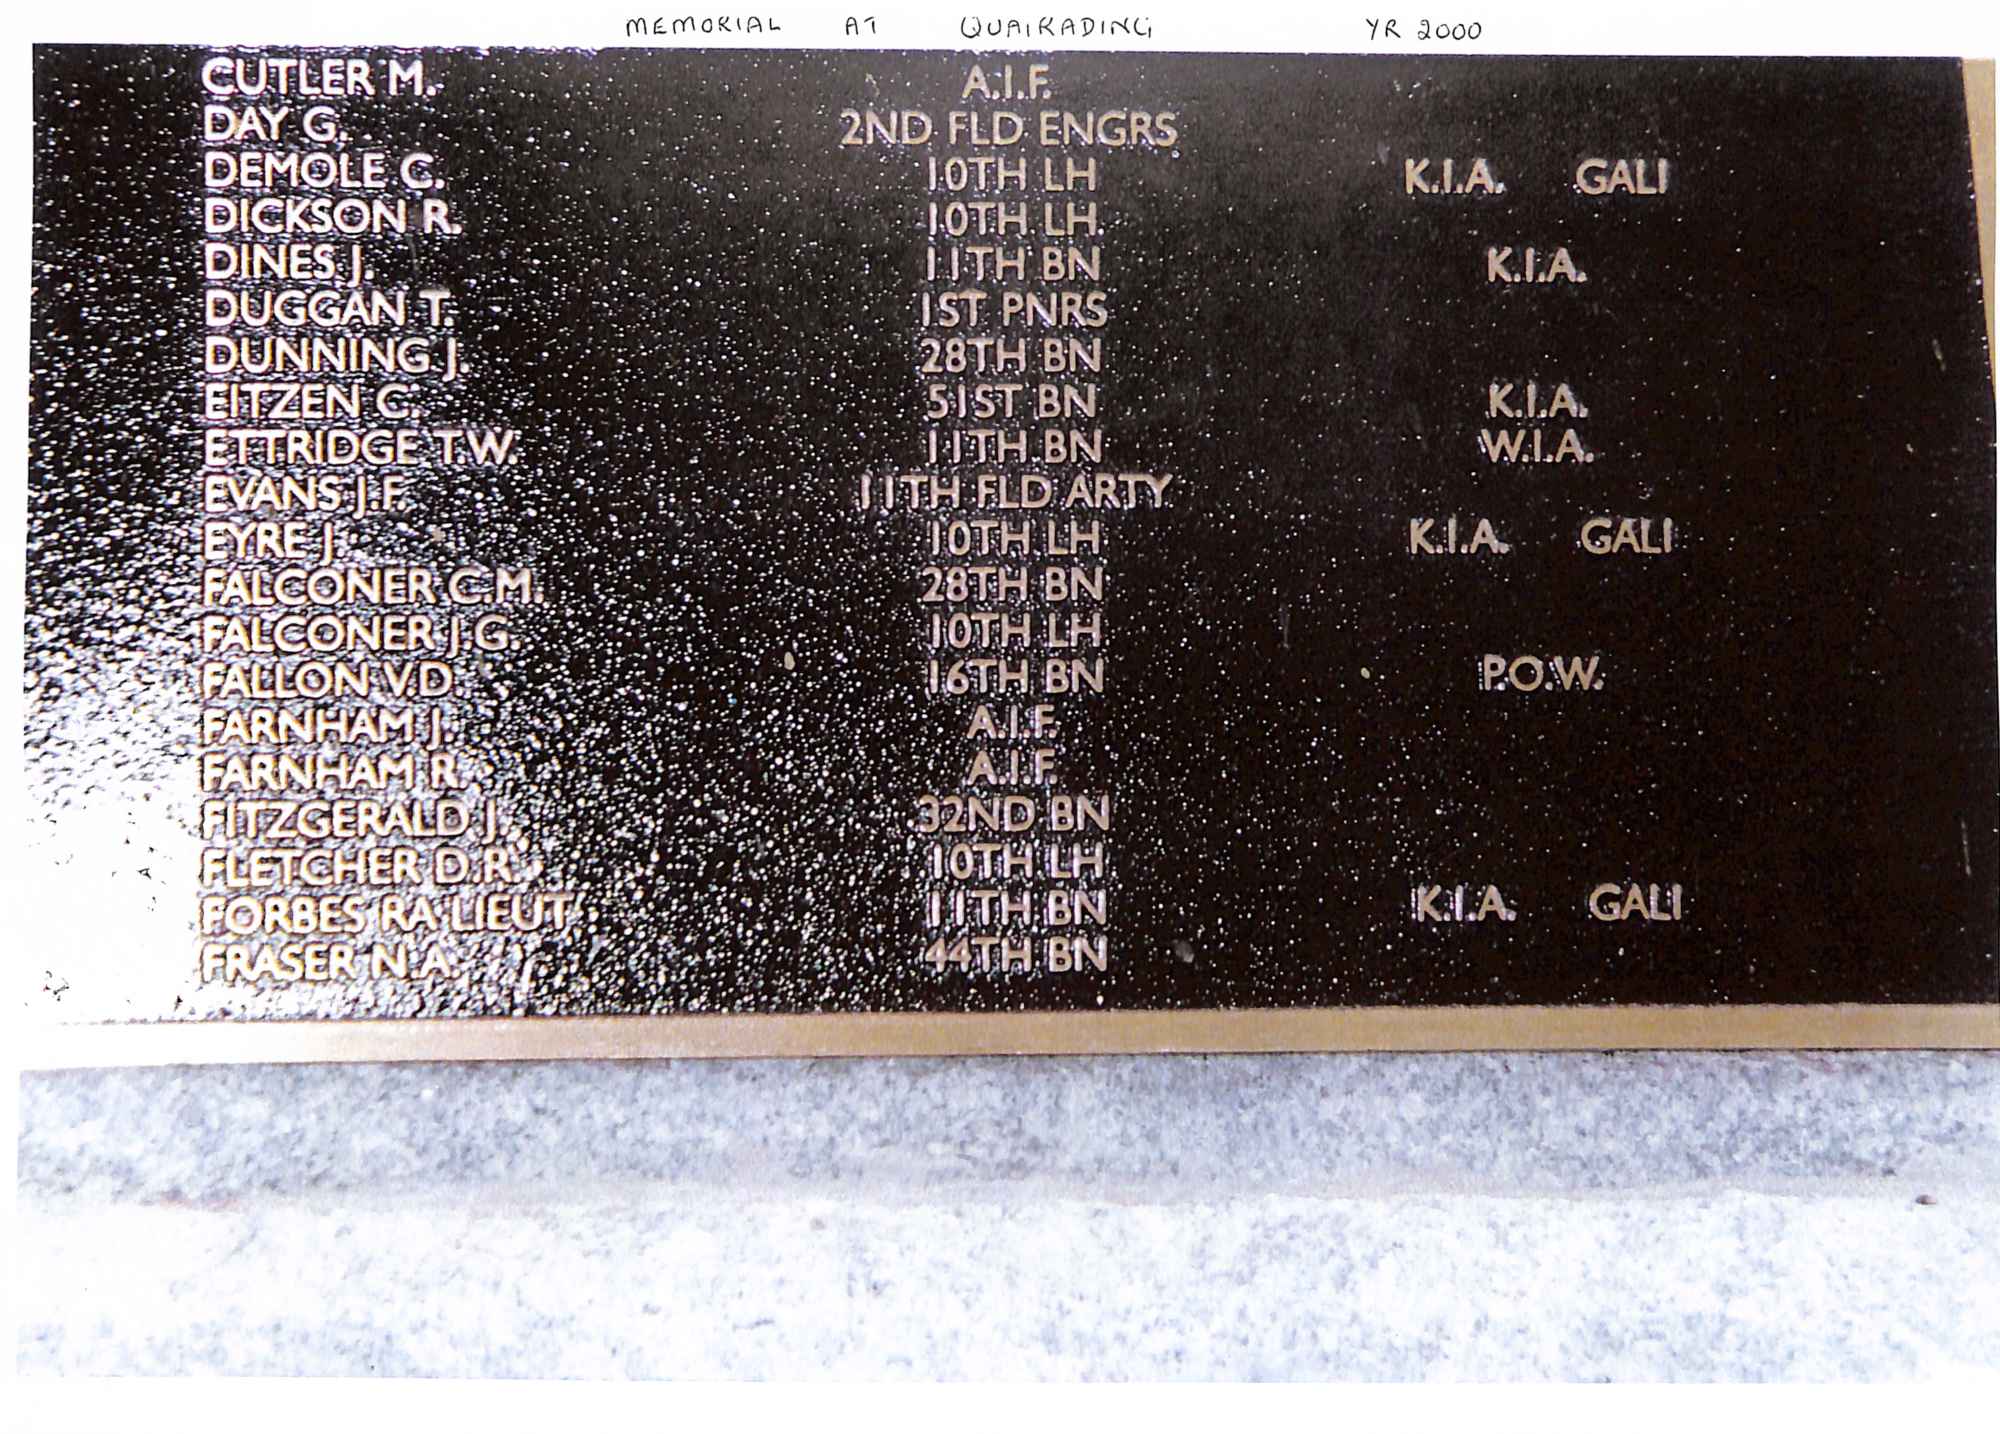 MEMORIAL AT QUAIRADING YR 2000
CUTLER M. A.I.F.
DAY G. 2ND FLD ENGRS
DEMOLE C. 10TH LH K.I.A. GALI
DICKSON R. 10TH LH
DINES J. 11TH BN K.I.A.
DUGGAN T. 1ST PNRS
DUNNING J. 28TH BN
EITZEN C. 51ST BN K.I.A.
ETTRIDGE T.W. 11TH BN W.I.A.
EVANS J.F. 11TH FLD ARTY
EYRE J. 10TH LH K.I.A. GALI
FALCONER C.M. 28TH BN
FALCONER J.G. 10TH LH
FALLON V.D. 16TH BN P.O.W.
FARNHAM J. A.I.F.
FARNHAM R. A.I.F.
FITZGERALD J. 32ND BN
FLETCHER D.R. 10TH LH
FORBES RA LIEUT 11TH BN K.I.A. GALI
FRASER N.A. 44TH BN